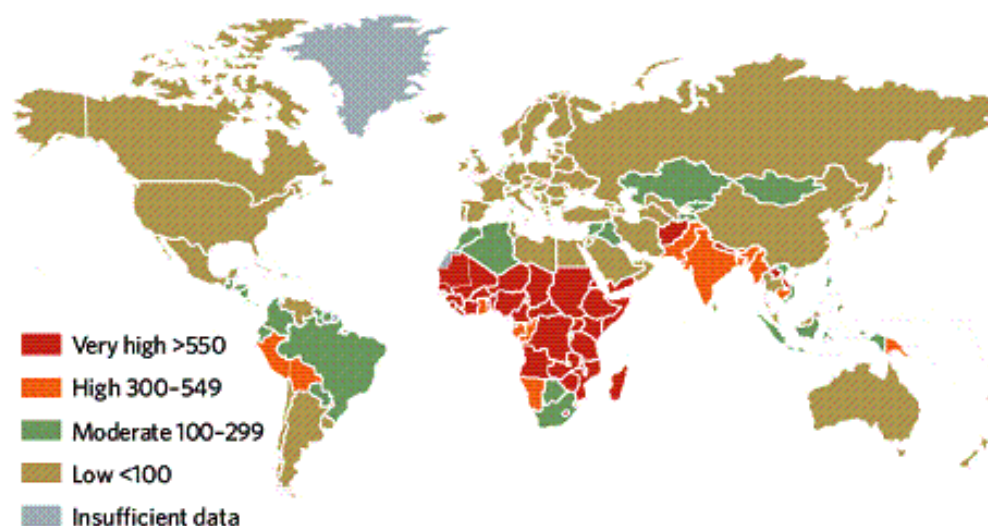 Very high >550
High 300–549
Moderate 100–299
Low <100
Insufficient data